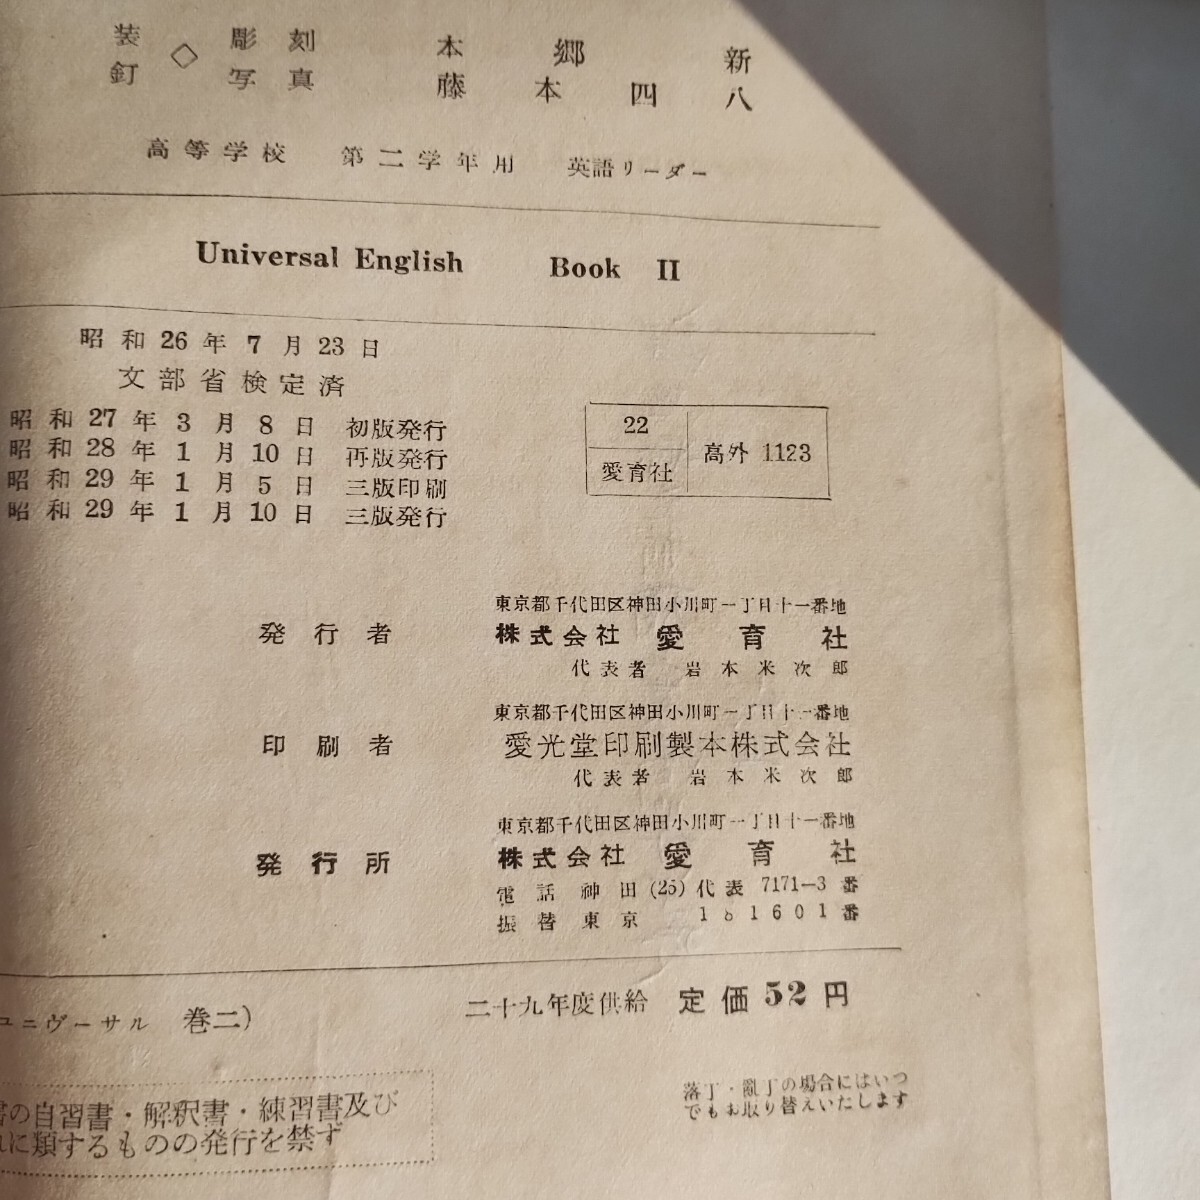 装釘 ◇ 彫刻 本郷新
写真 藤本四八
高等学校 第二学年用 英語リーダー
Universal English Book II
昭和26年7月23日
文部省検定済
昭和27年3月8日 初版発行
昭和28年1月10日 再版発行
昭和29年1月5日 三版印刷
昭和29年1月10日 三版発行
22
愛育社
高外 1123
東京都千代田区神田小川町一丁目十一番地
発行者 株式会社 愛育社
代表者 岩本米次郎
東京都千代田区神田小川町一丁目十一番地
印刷者 愛光堂印刷製本株式会社
代表者 岩本米次郎
東京都千代田区神田小川町一丁目十一番地
発行所 株式会社 愛育社
電話神田(25)代表 7171—3番
振替東京 181601番
ユニヴーサル 巻二)
二十九年度供給 定価52円
書の自習書・解釈書・練習書及び
れに類するものの発行を禁ず
落丁・亂丁の場合にはいつ
でもお取り替えいたします